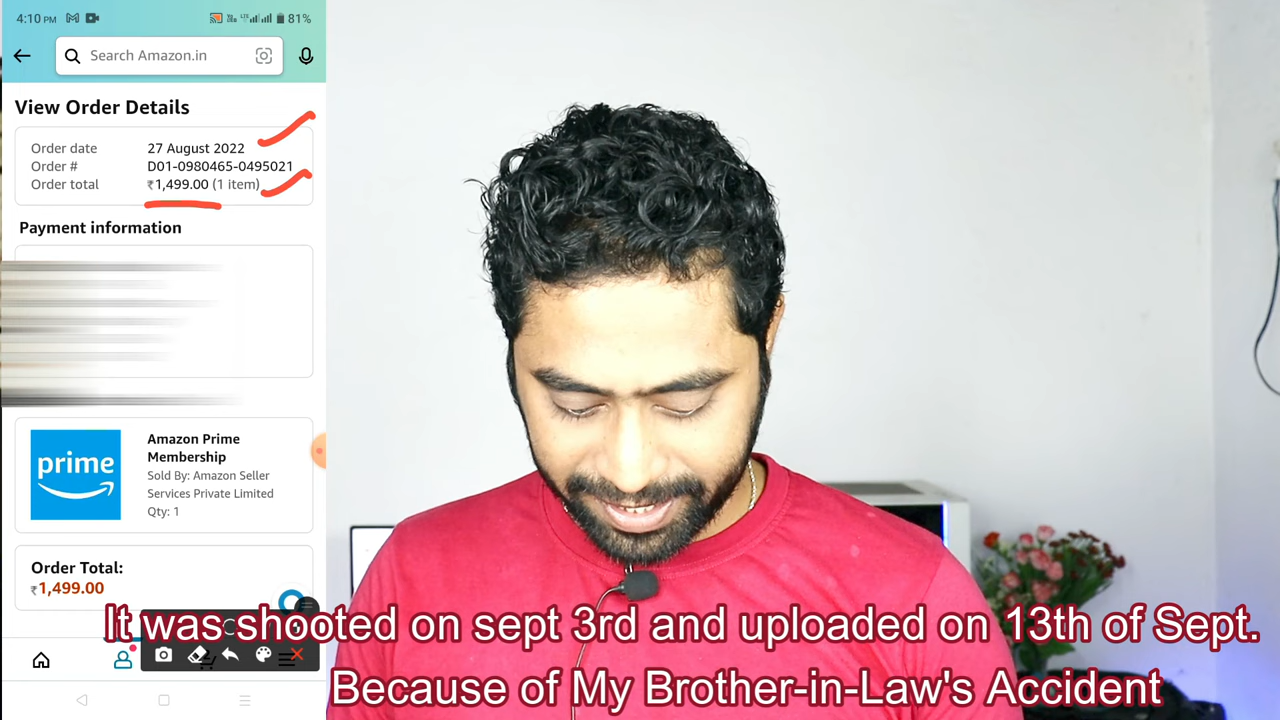 4:10 PM
81%
Search Amazon.in
View Order Details
Order date 27 August 2022
Order # D01-0980465-0495021
Order total ₹1,499.00 (1 item)
Payment information
prime
Amazon Prime
Membership
Sold By: Amazon Seller
Services Private Limited
Qty: 1
Order Total:
₹1,499.00
It was shooted on sept 3rd and uploaded on 13th of Sept.
Because of My Brother-in-Law's Accident